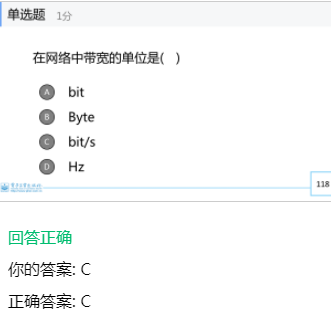 单选题 1分
在网络中带宽的单位是( )
A bit
B Byte
C bit/s
D Hz
118
回答正确
你的答案: C
正确答案: C